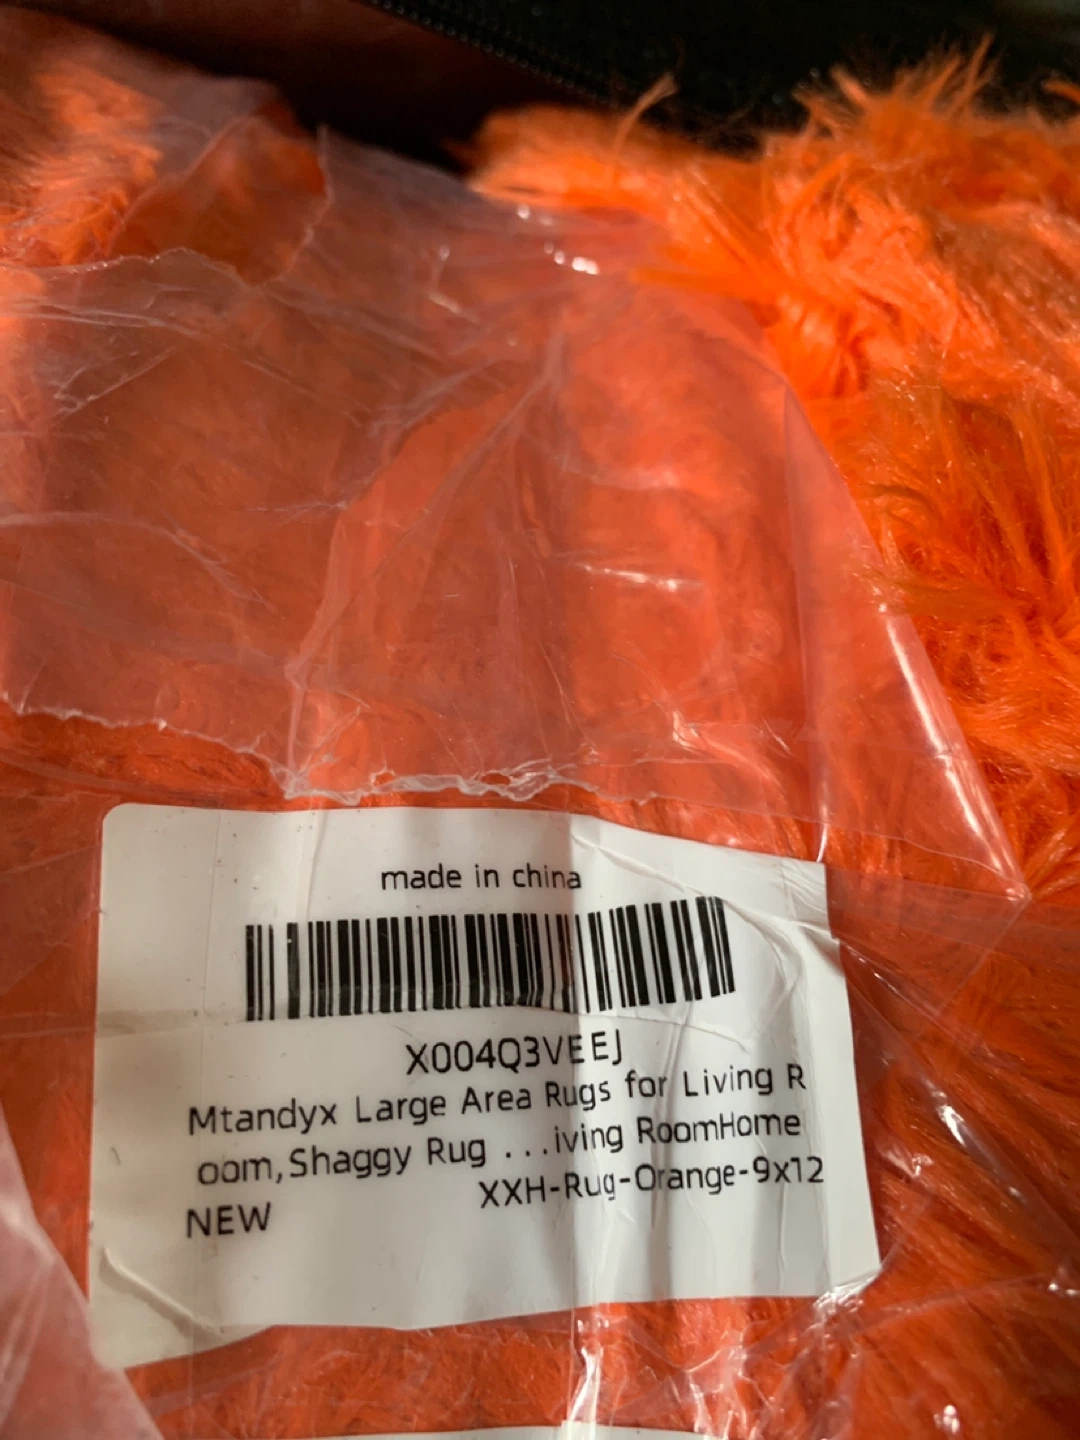 made in china
X004Q3VEEJ
Mtandyx Large Area Rugs for Living R
oom,Shaggy Rug ...iving RoomHome
XXH-Rug-Orange-9x12
NEW